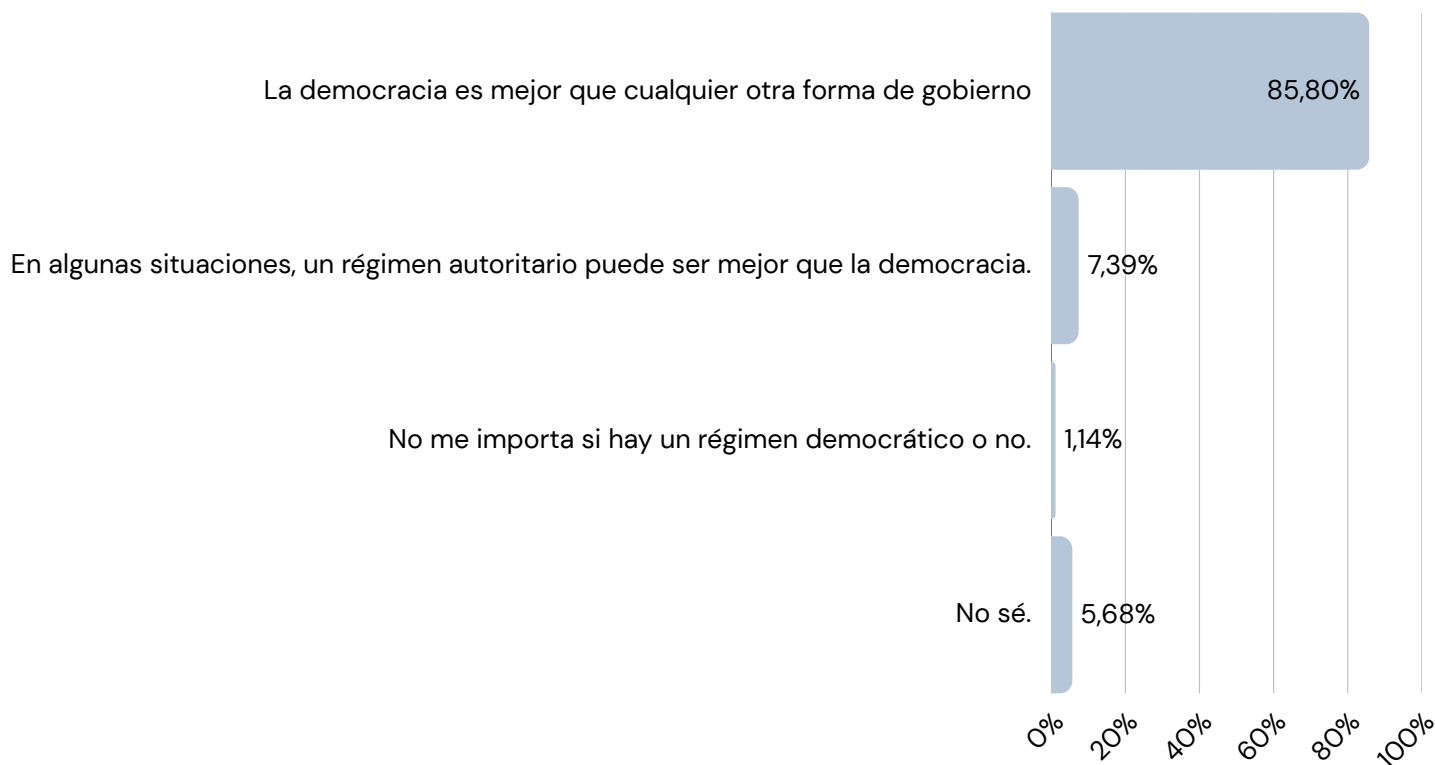 La democracia es mejor que cualquier otra forma de gobierno
85,80%
En algunas situaciones, un régimen autoritario puede ser mejor que la democracia.
7,39%
No me importa si hay un régimen democrático o no.
1,14%
No sé.
5,68%
0%
20%
40%
60%
80%
100%